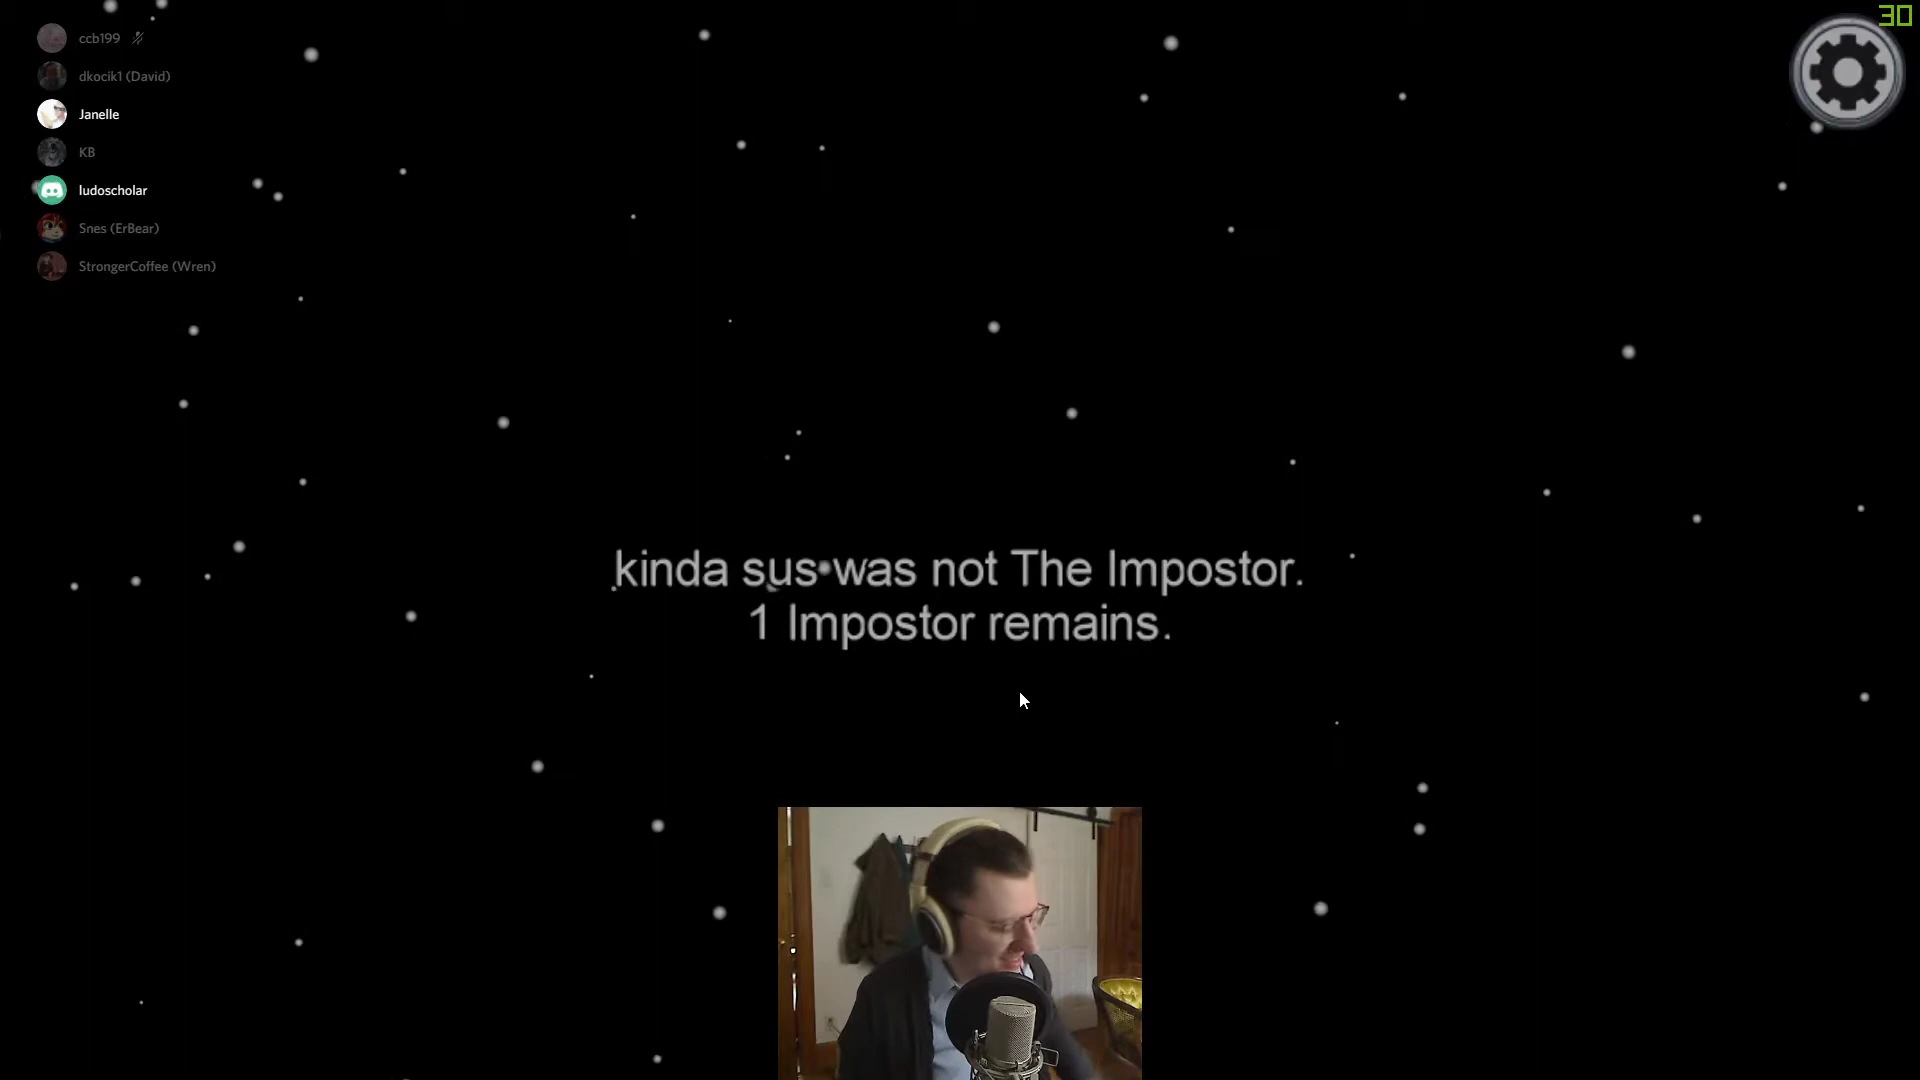 30
ccb199
dkocik1 (David)
Janelle
KB
ludoscholar
Snes (ErBear)
StrongerCoffee (Wren)
kinda sus was not The Impostor.
1 Impostor remains.